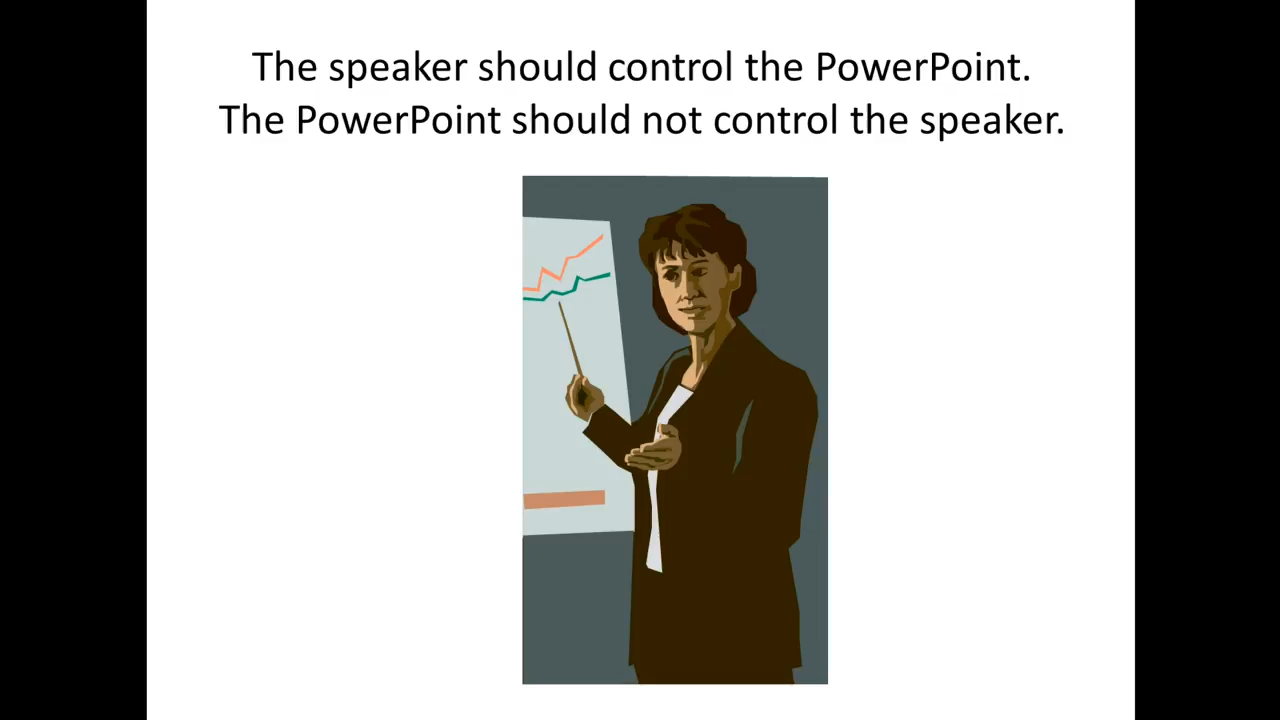 The speaker should control the PowerPoint.
The PowerPoint should not control the speaker.